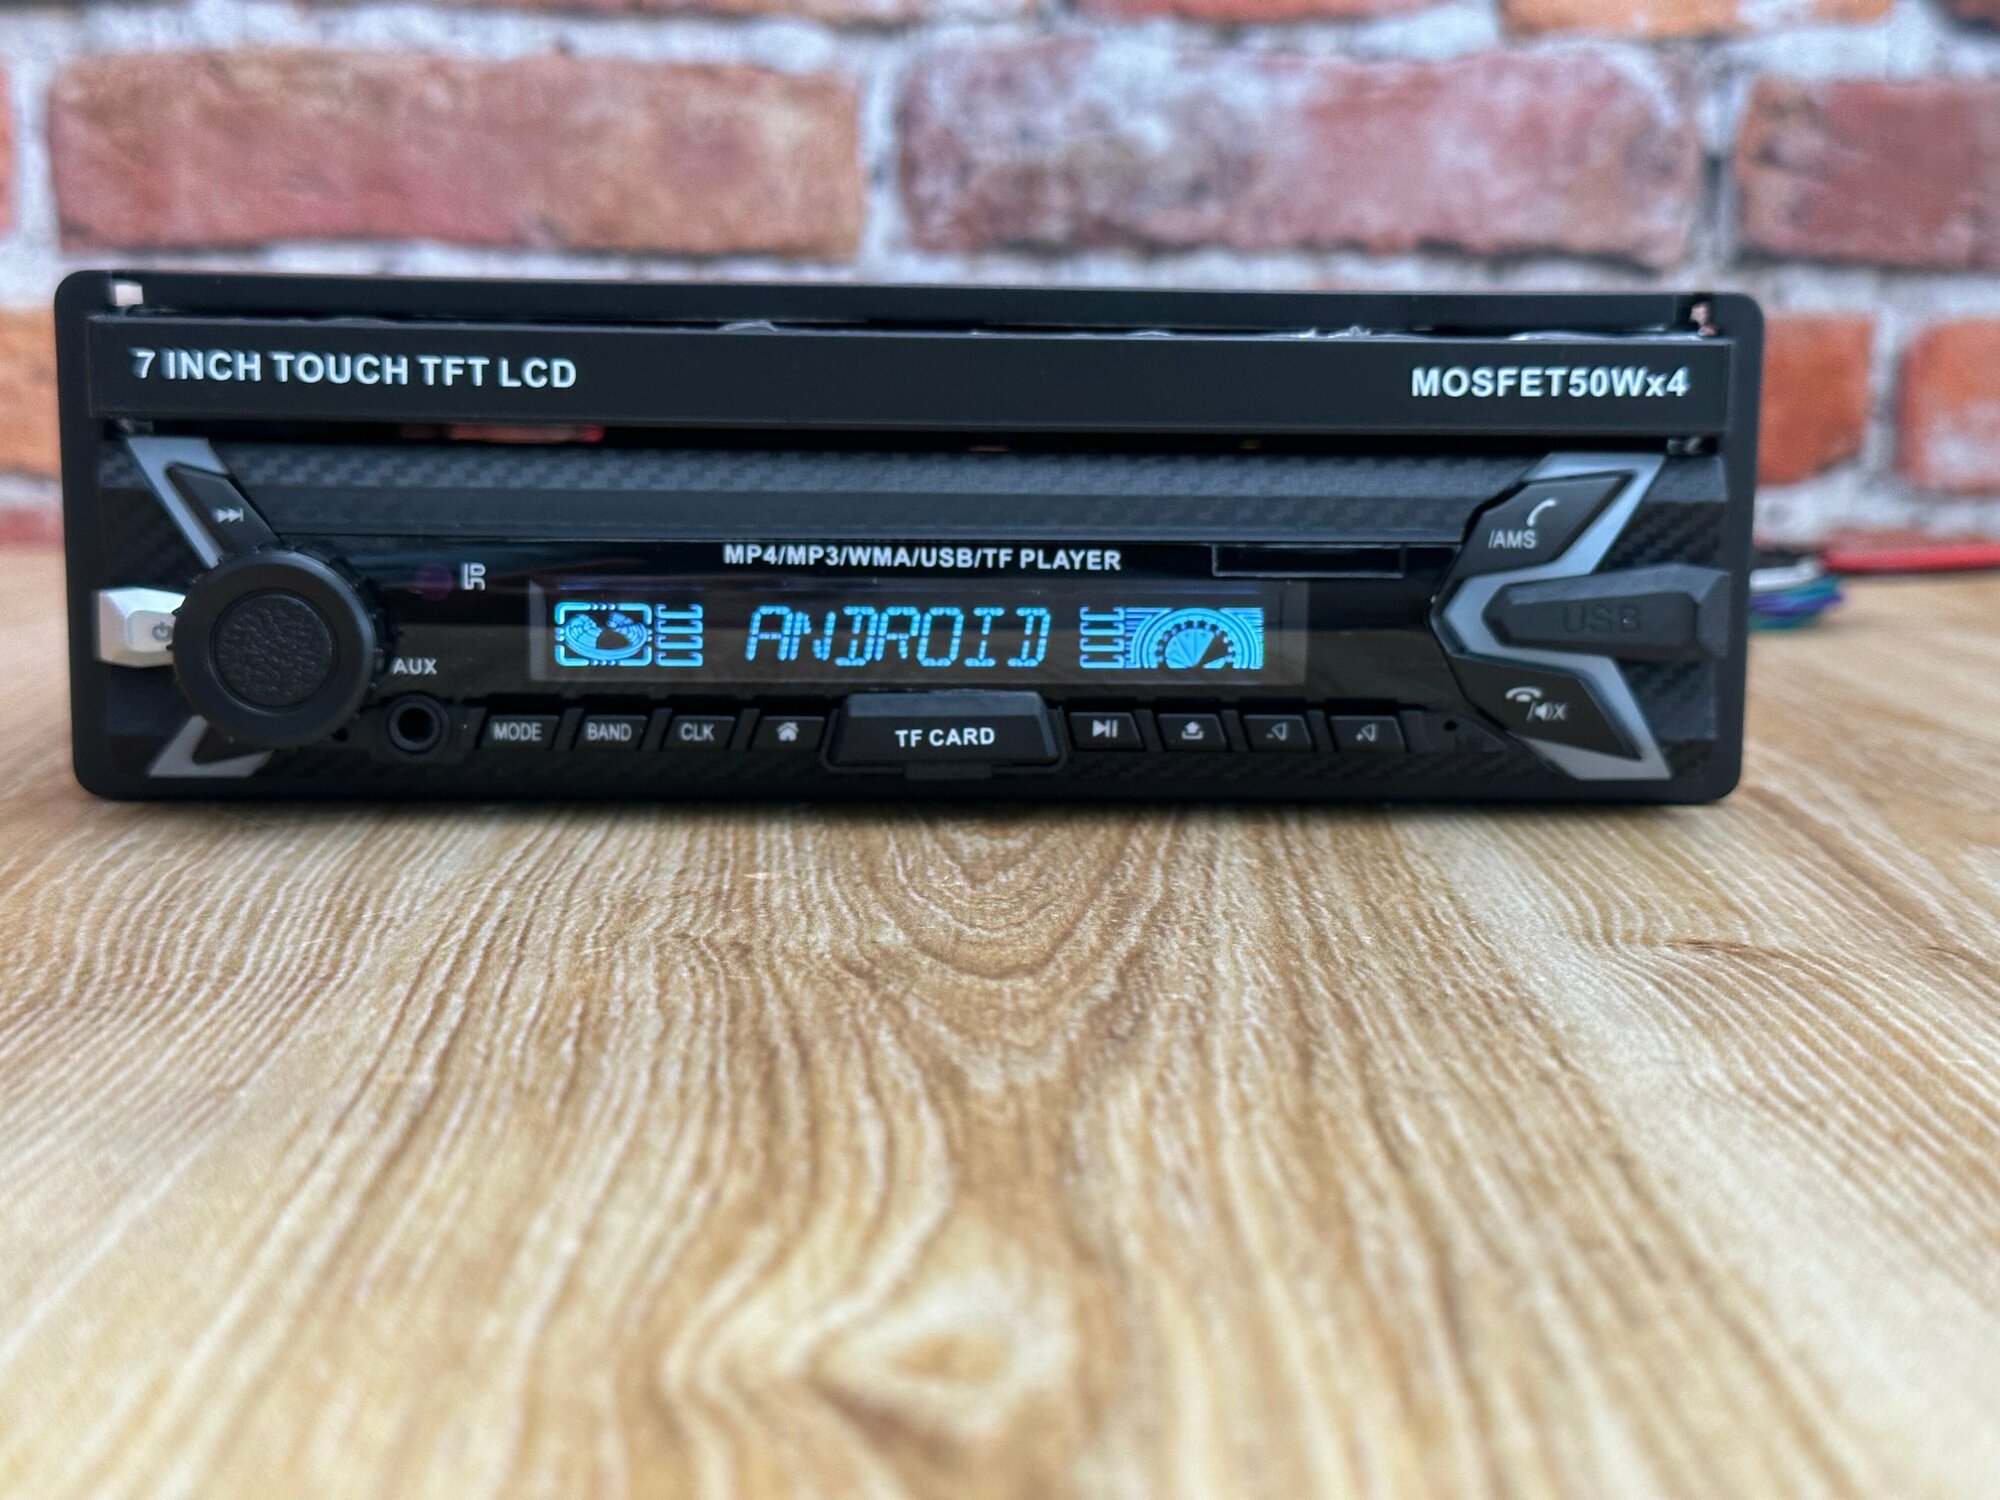 7 INCH TOUCH TFT LCD
MOSFET50Wx4
MP4/MP3/WMA/USB/TF PLAYER
/AMS
ANDROID
USB
AUX
MODE
BAND
CLK
TF CARD